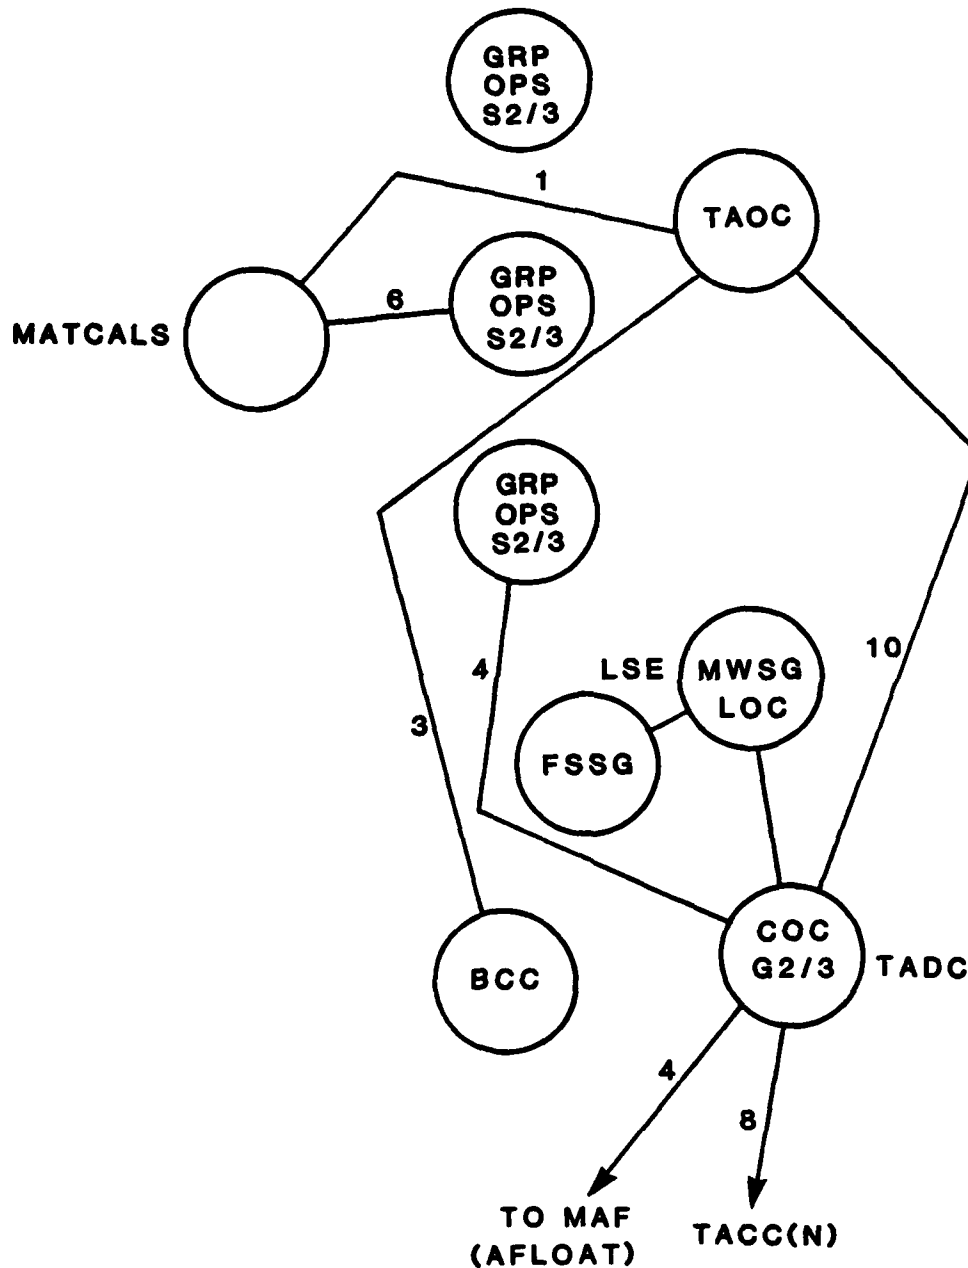 GRP
OPS
S2/3
1
TAOC
MATCALS
6
GRP
OPS
S2/3
GRP
OPS
S2/3
4
3
10
LSE
MWSG
LOC
FSSG
COC
G2/3
TADC
BCC
4
8
TO MAF
(AFLOAT)
TACC(N)